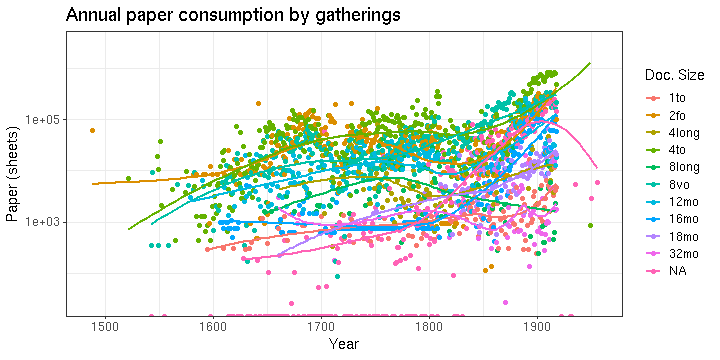 Annual paper consumption by gatherings
Paper (sheets)
1e+05
1e+03
1500 1600 1700 1800 1900
Year
Doc. Size
1to
2fo
4long
4to
8long
8vo
12mo
16mo
18mo
32mo
NA